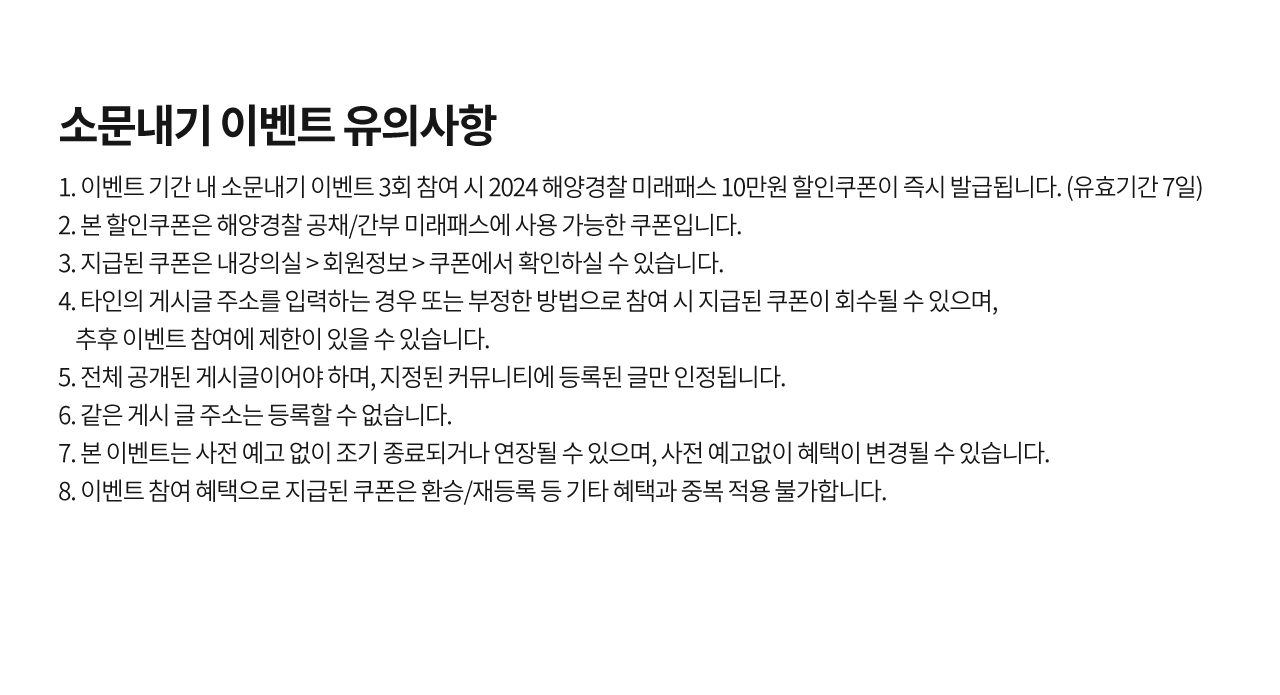 소문내기 이벤트 유의사항
1. 이벤트 기간 내 소문내기 이벤트 3회 참여 시 2024 해양경찰 미래패스 10만원 할인쿠폰이 즉시 발급됩니다. (유효기간 7일)
2. 본 할인쿠폰은 해양경찰 공채/간부 미래패스에 사용 가능한 쿠폰입니다.
3. 지급된 쿠폰은 내강의실 > 회원정보 > 쿠폰에서 확인하실 수 있습니다.
4. 타인의 게시글 주소를 입력하는 경우 또는 부정한 방법으로 참여 시 지급된 쿠폰이 회수될 수 있으며,
추후 이벤트 참여에 제한이 있을 수 있습니다.
5. 전체 공개된 게시글이어야 하며, 지정된 커뮤니티에 등록된 글만 인정됩니다.
6. 같은 게시 글 주소는 등록할 수 없습니다.
7. 본 이벤트는 사전 예고 없이 조기 종료되거나 연장될 수 있으며, 사전 예고없이 혜택이 변경될 수 있습니다.
8. 이벤트 참여 혜택으로 지급된 쿠폰은 환승/재등록 등 기타 혜택과 중복 적용 불가합니다.